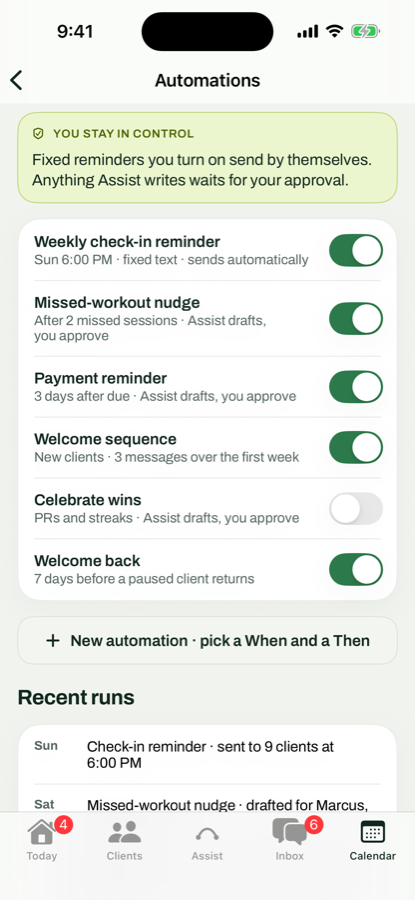 9:41
Automations
YOU STAY IN CONTROL
Fixed reminders you turn on send by themselves.
Anything Assist writes waits for your approval.
Weekly check-in reminder
Sun 6:00 PM · fixed text · sends automatically
Missed-workout nudge
After 2 missed sessions · Assist drafts,
you approve
Payment reminder
3 days after due · Assist drafts, you approve
Welcome sequence
New clients · 3 messages over the first week
Celebrate wins
PRs and streaks · Assist drafts, you approve
Welcome back
7 days before a paused client returns
+ New automation · pick a When and a Then
Recent runs
Sun Check-in reminder · sent to 9 clients at
6:00 PM
Sat Missed-workout nudge · drafted for Marcus,
4 6
Today Clients Assist Inbox Calendar